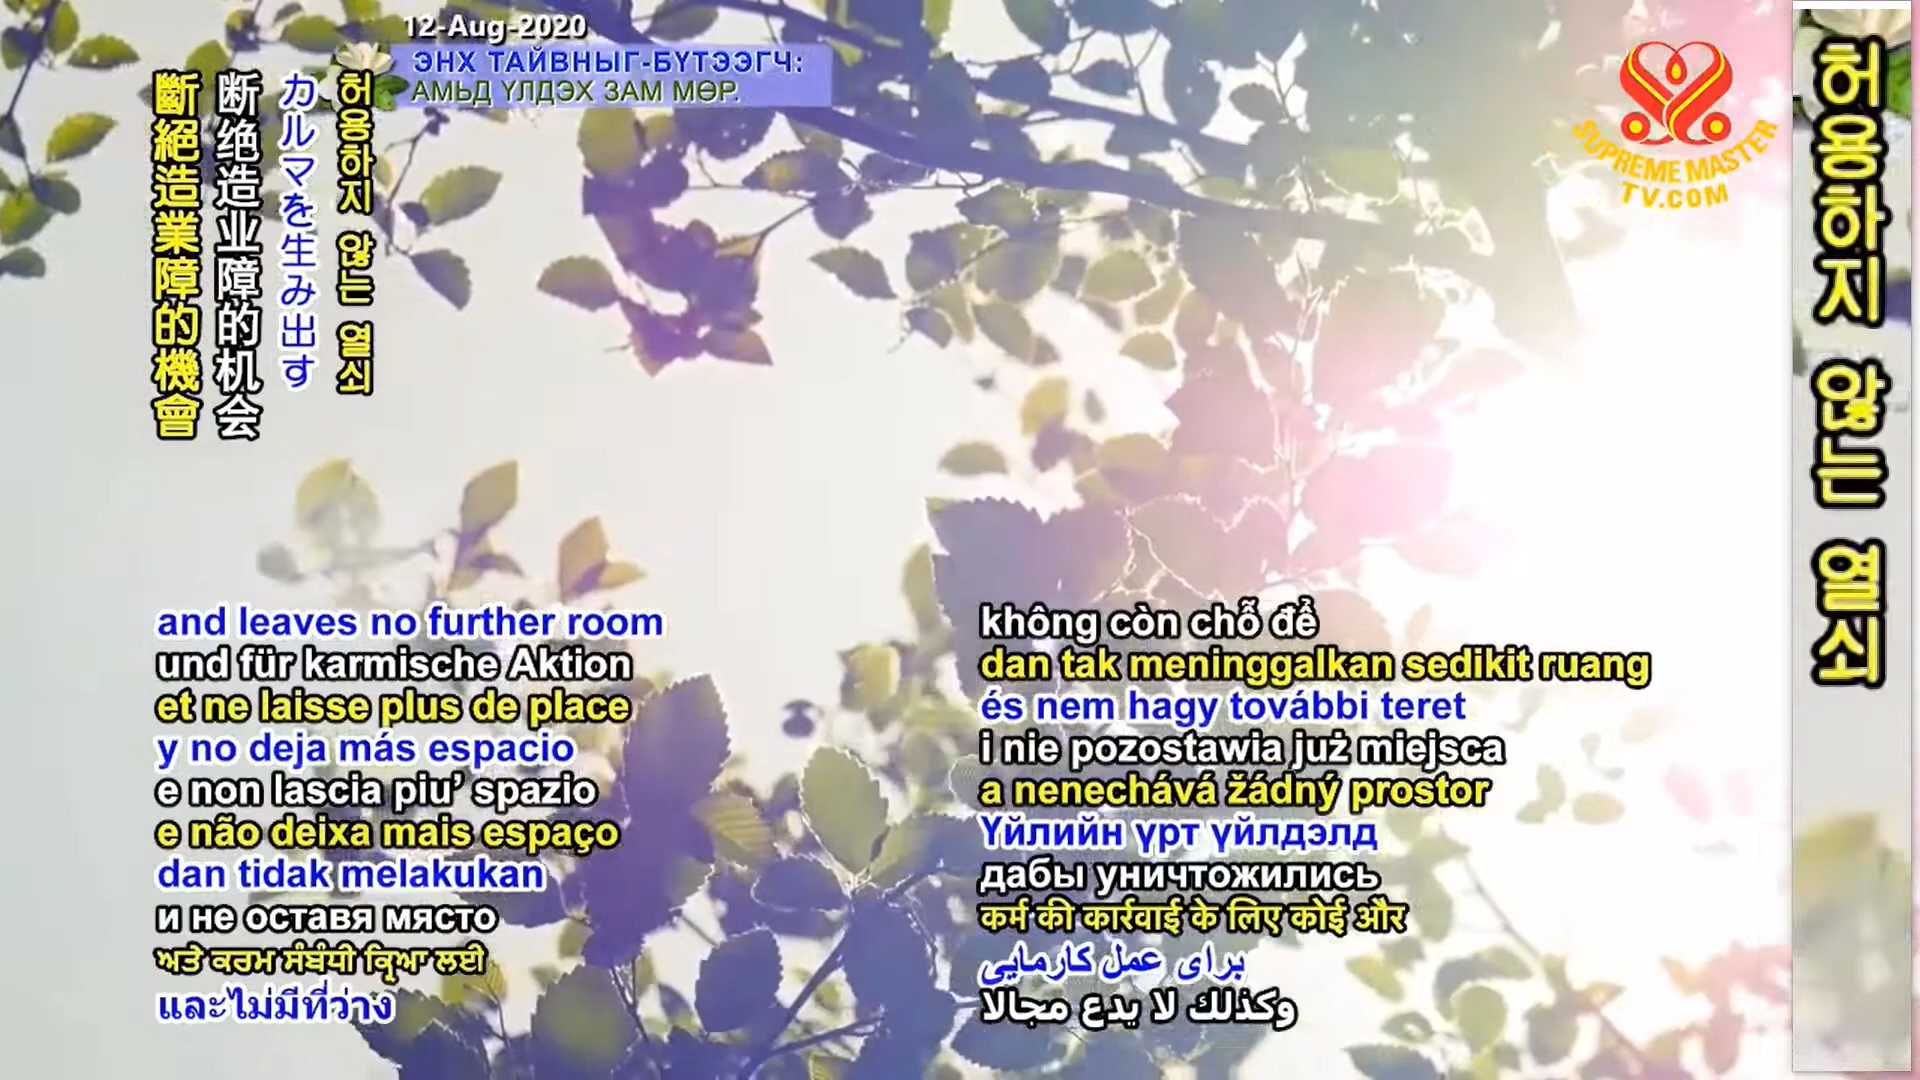 12-Aug-2020
ЭНХ ТАЙВНЫГ-БҮТЭЭГЧ:
АМЬД ҮЛДЭХ ЗАМ МӨР.
SUPREME MASTER
TV.COM
허용하지 않는 열쇠
カルマを生み出す
断绝造业障的机会
斷絕造業障的機會
and leaves no further room
und für karmische Aktion
et ne laisse plus de place
y no deja más espacio
e non lascia piu’ spazio
e não deixa mais espaço
dan tidak melakukan
и не оставя място
ਅਤੇ ਕਰਮ ਸੰਬੰਧੀ ਕ੍ਰਿਆ ਲਈ
และไม่มีที่ว่าง
không còn chỗ để
dan tak meninggalkan sedikit ruang
és nem hagy további teret
i nie pozostawia już miejsca
a nenechává žádný prostor
Үйлийн үрт үйлдэлд
дабы уничтожились
कर्म की कार्रवाई के लिए कोई और
برای عمل کارمایی
وكذلك لا يدع مجالا
허용하지 않는 열쇠